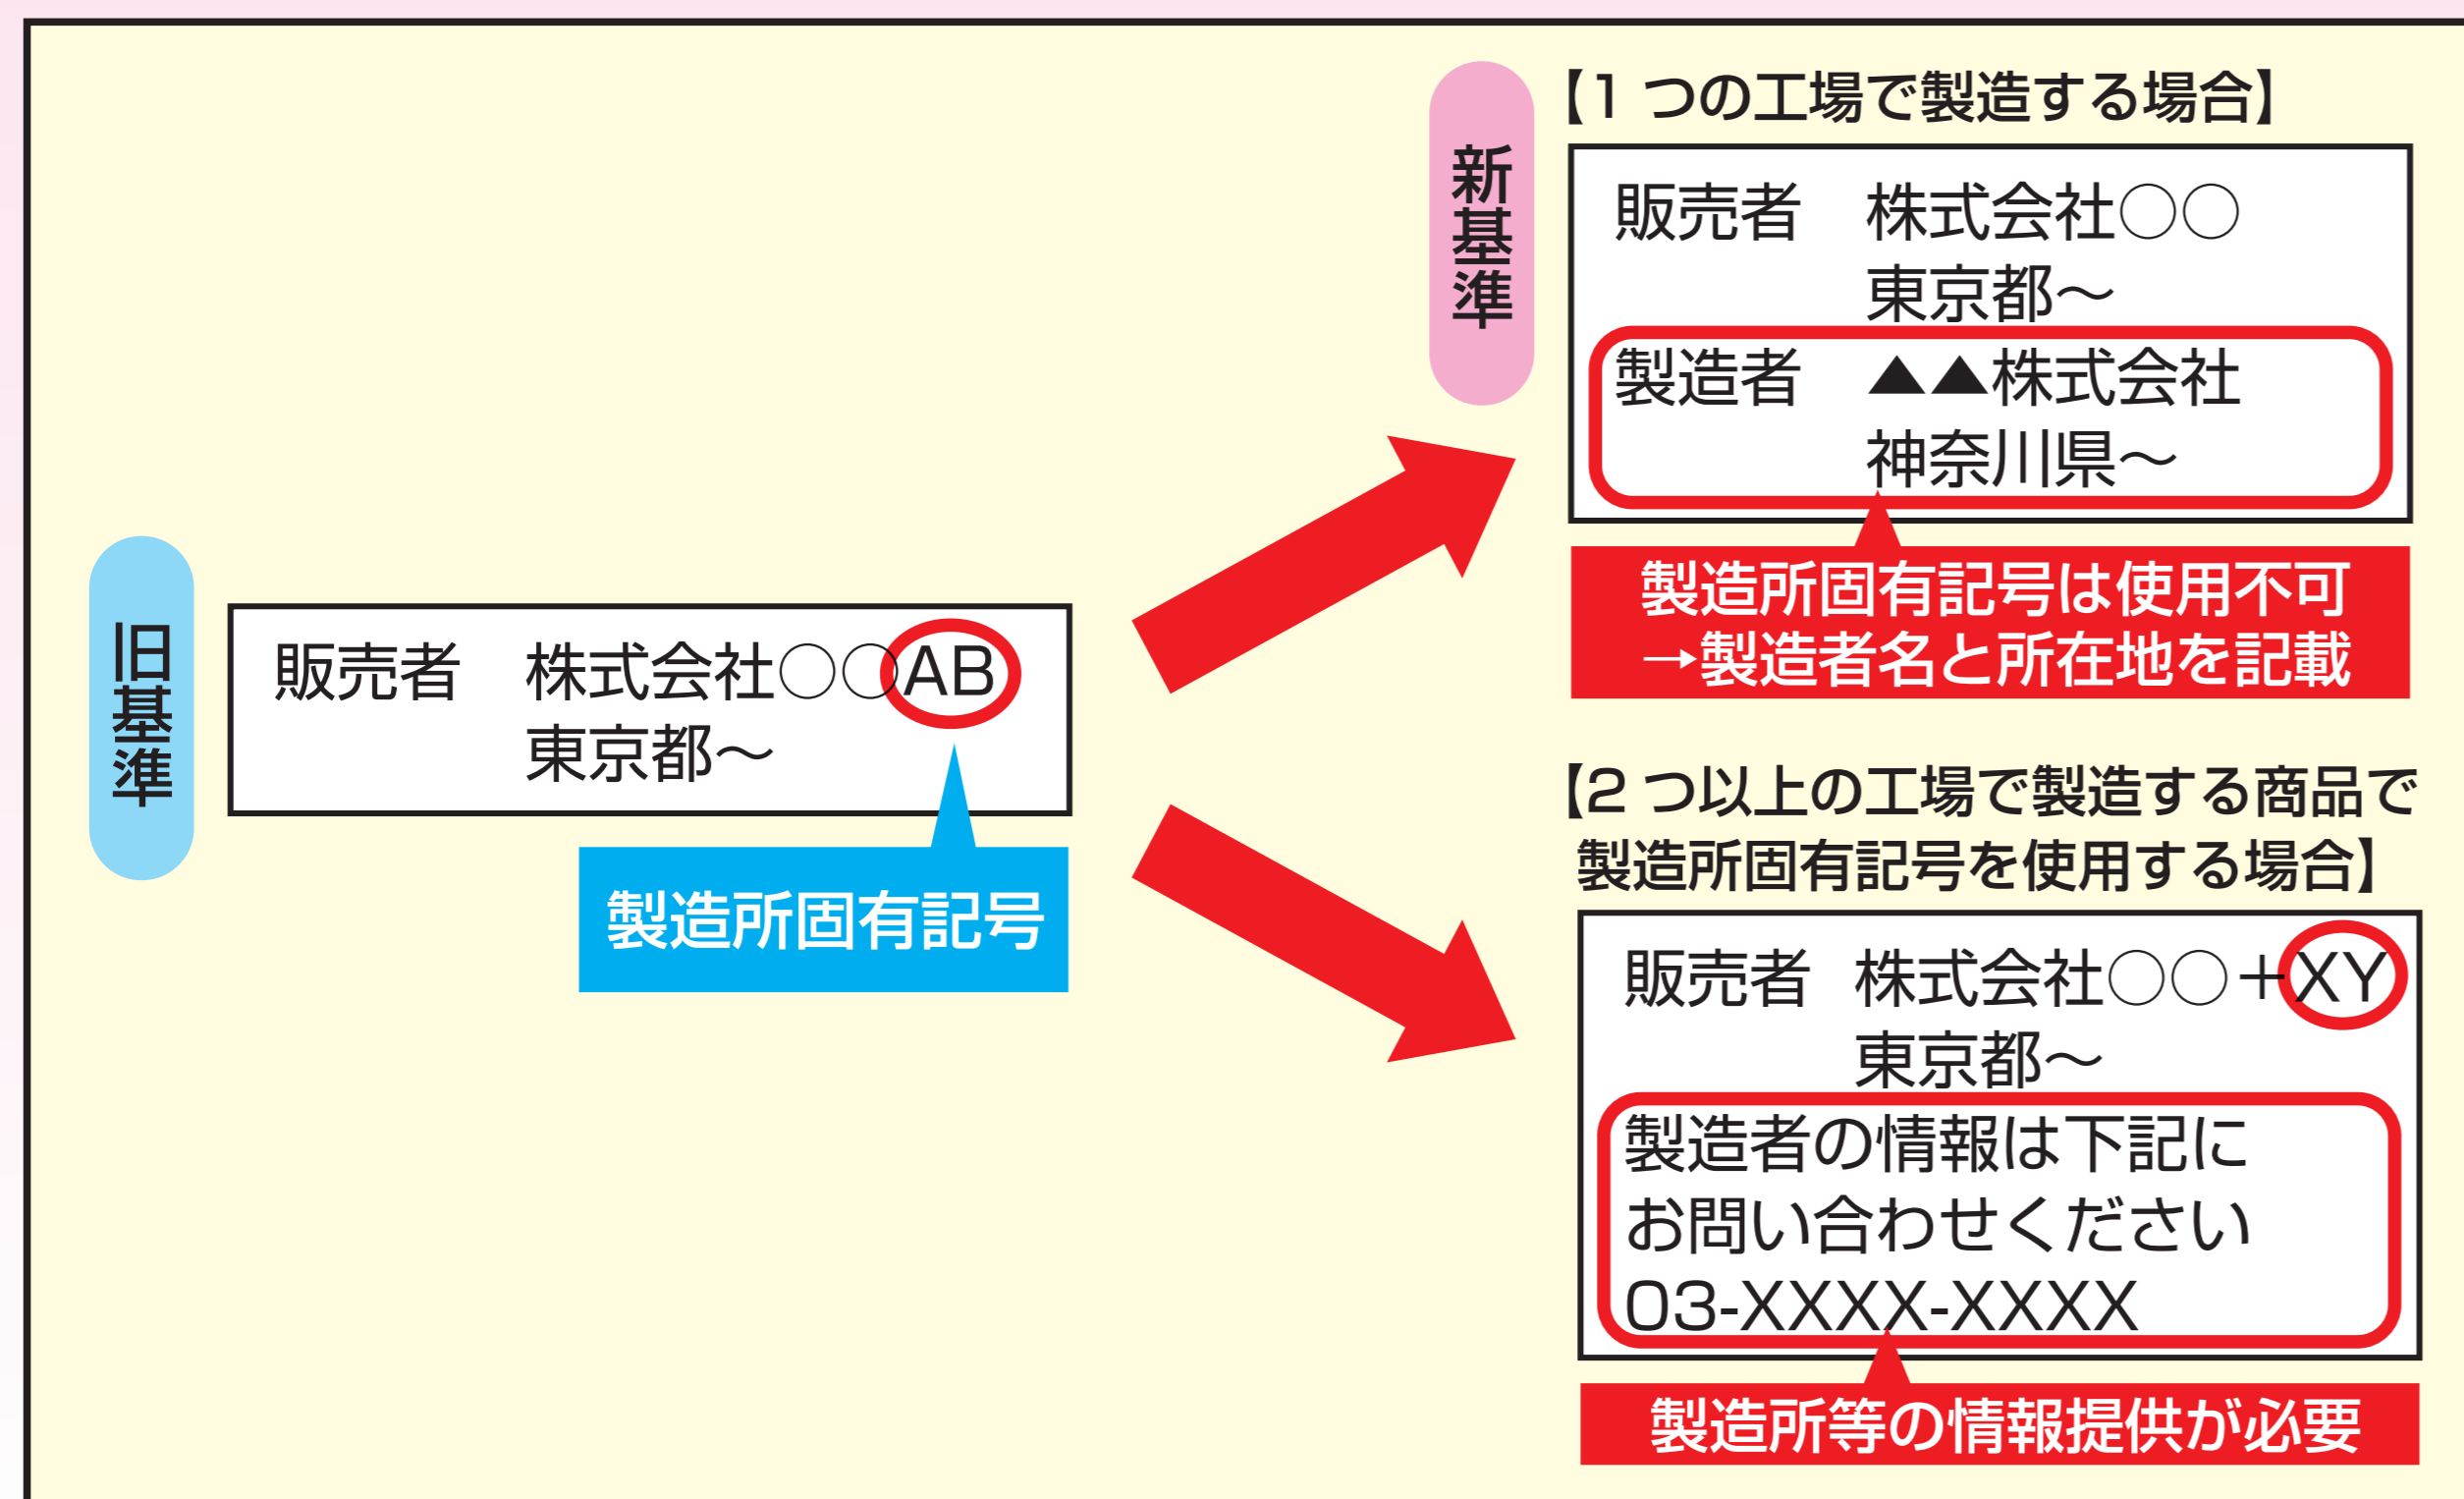 旧基準
販売者　株式会社○○AB
東京都～
製造所固有記号
新基準
【1つの工場で製造する場合】
販売者　株式会社○○
東京都～
製造者　▲▲株式会社
神奈川県～
製造所固有記号は使用不可
→製造者名と所在地を記載
【2つ以上の工場で製造する商品で
製造所固有記号を使用する場合】
販売者　株式会社○○＋XY
東京都～
製造者の情報は下記に
お問い合わせください
03-XXXX-XXXX
製造所等の情報提供が必要